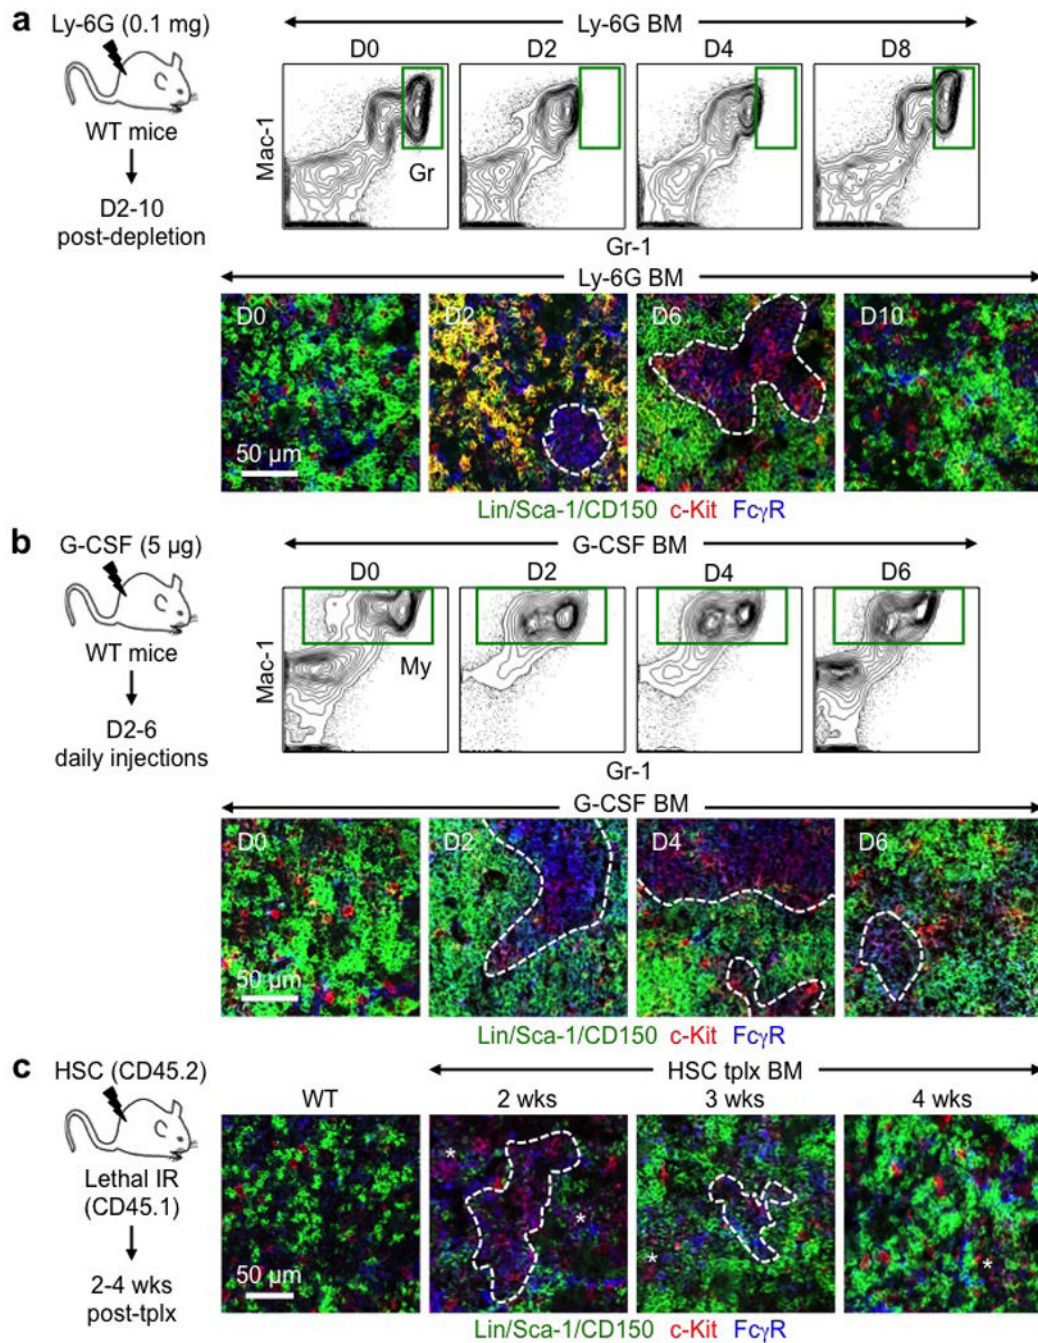 a
Ly-6G (0.1 mg)
WT mice
D2-10
post-depletion
Ly-6G BM
D0 D2 D4 D8
Mac-1
Gr
Gr-1
Ly-6G BM
D0 D2 D6 D10
50 µm
Lin/Sca-1/CD150 c-Kit FcγR
b
G-CSF (5 µg)
WT mice
D2-6
daily injections
G-CSF BM
D0 D2 D4 D6
Mac-1
My
Gr-1
G-CSF BM
D0 D2 D4 D6
50 µm
Lin/Sca-1/CD150 c-Kit FcγR
c
HSC (CD45.2)
Lethal IR
(CD45.1)
2-4 wks
post-tplx
HSC tplx BM
WT 2 wks 3 wks 4 wks
* * * *
50 µm
Lin/Sca-1/CD150 c-Kit FcγR